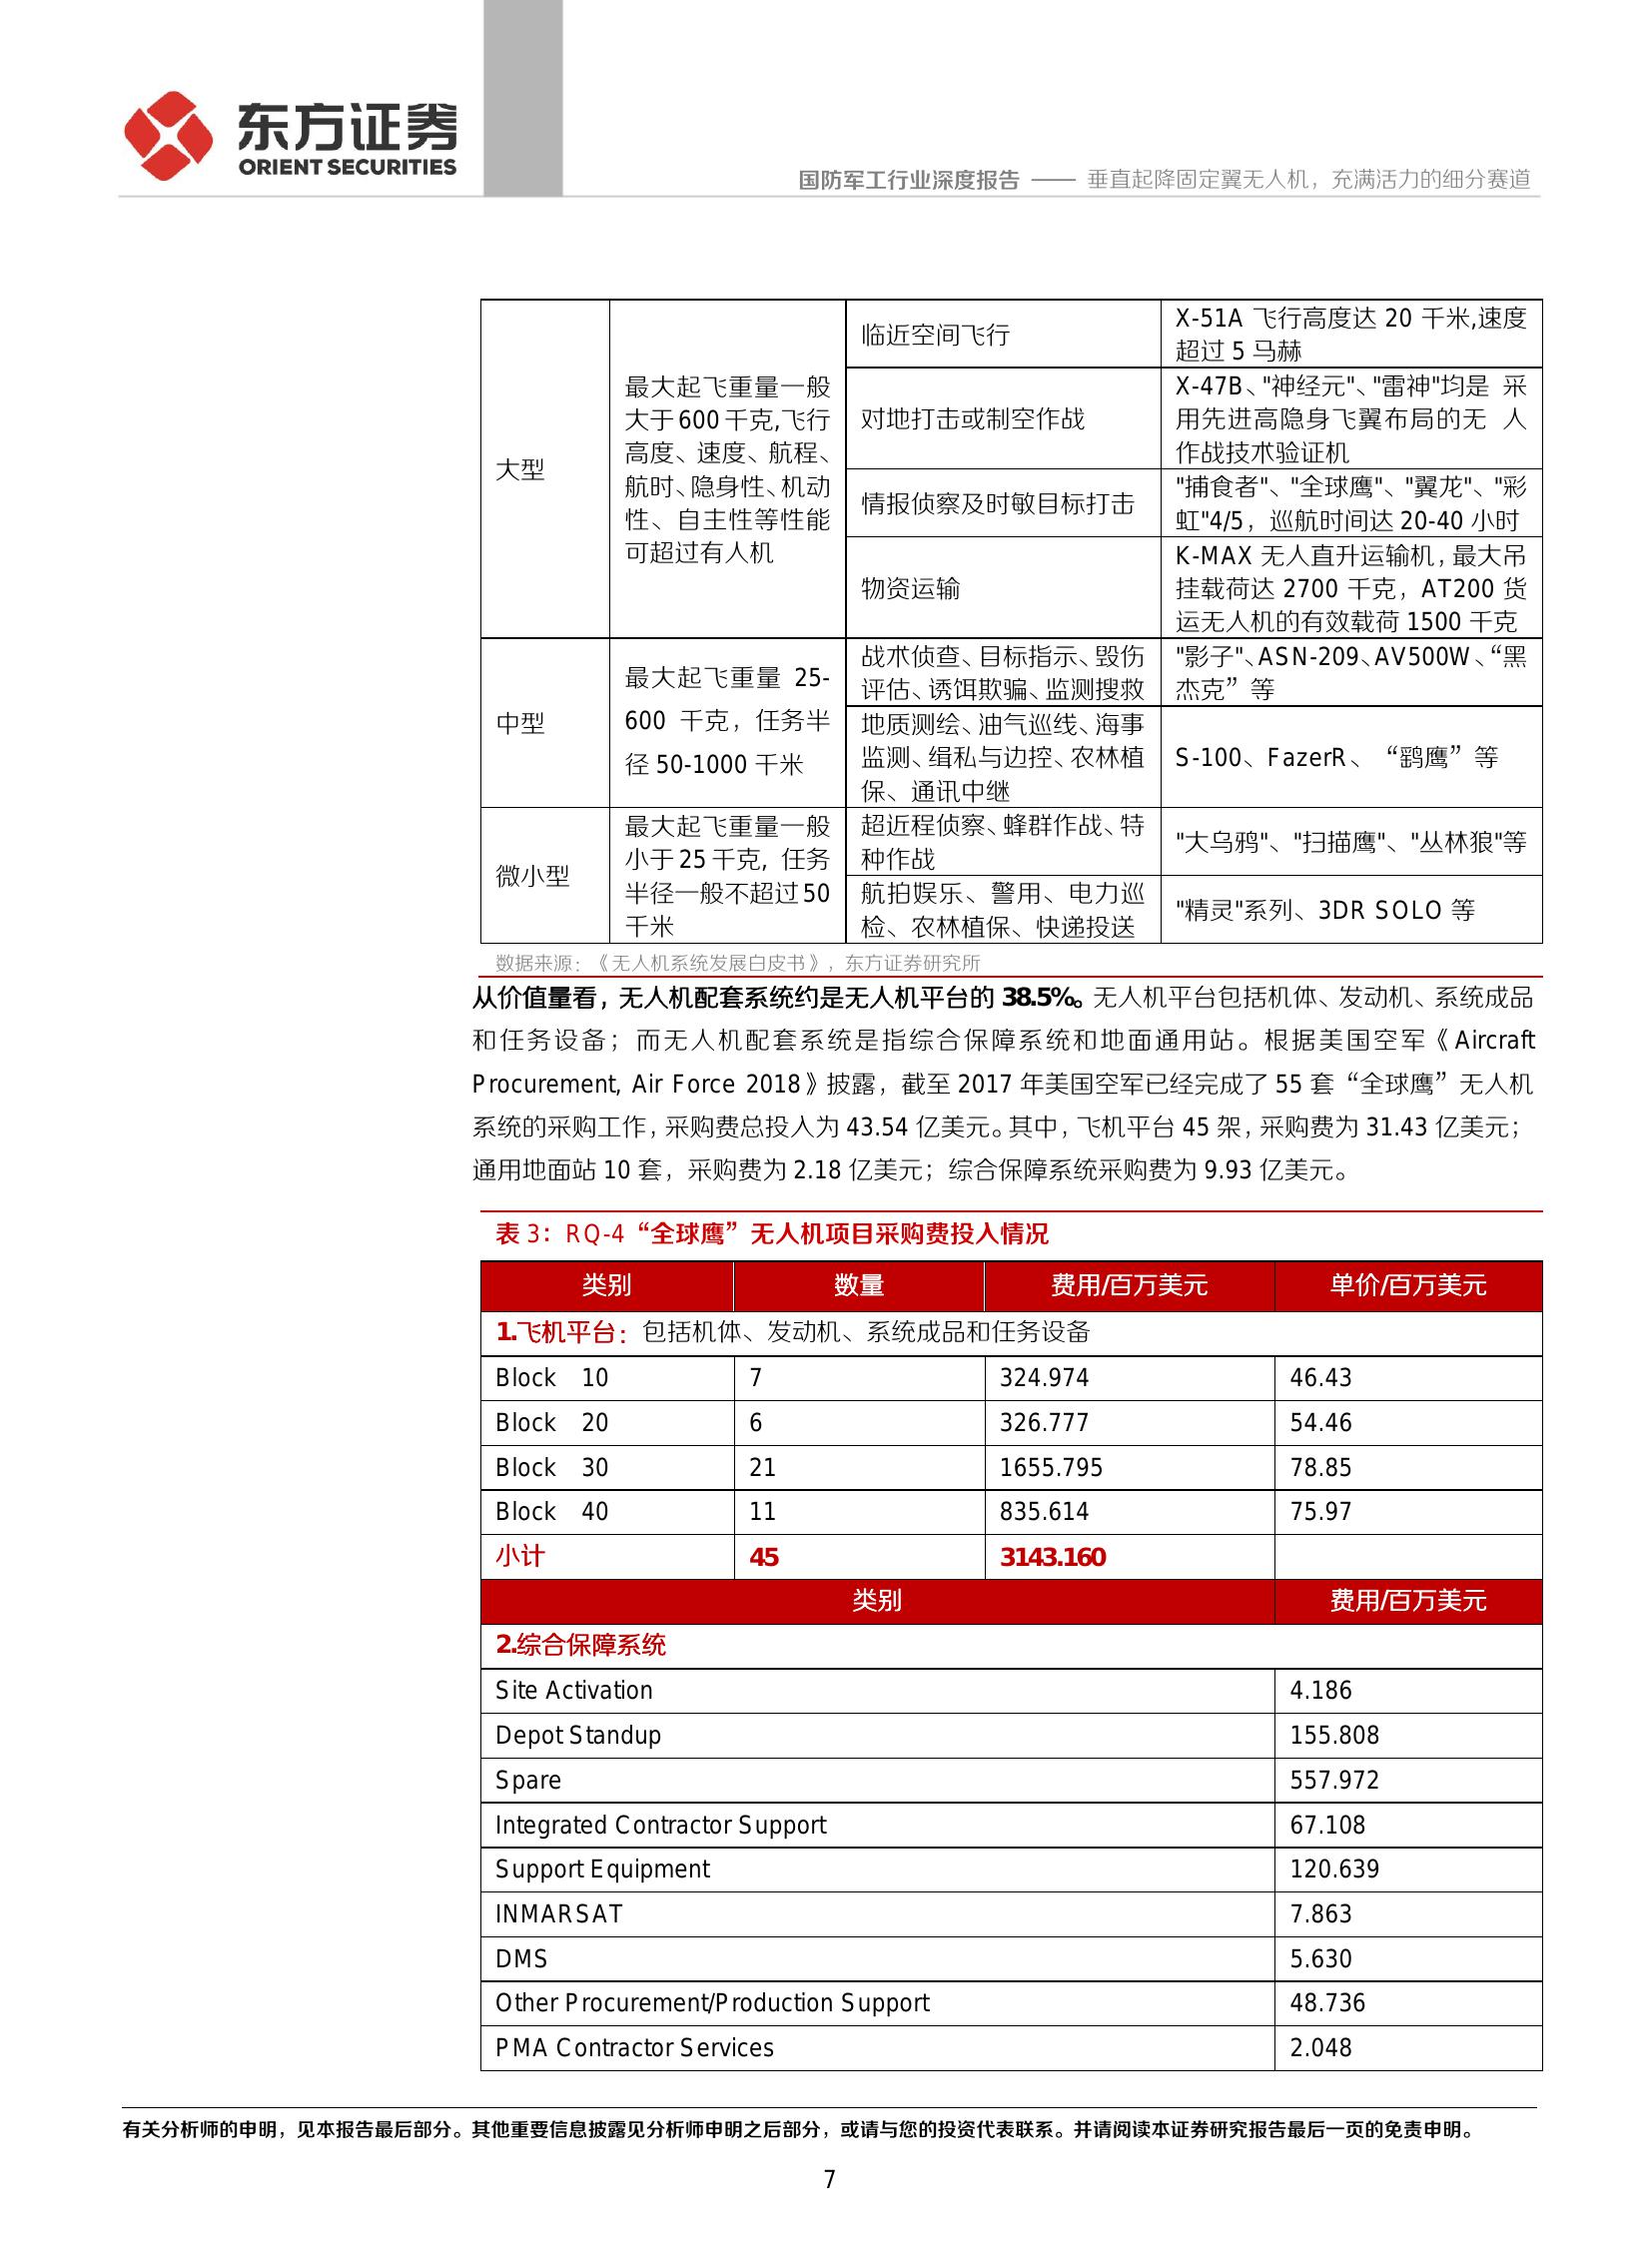 东方证券
ORIENT SECURITIES
国防军工行业深度报告 —— 垂直起降固定翼无人机，充满活力的细分赛道
大型
最大起飞重量一般
大于600千克,飞行
高度、速度、航程、
航时、隐身性、机动
性、自主性等性能
可超过有人机
临近空间飞行
X-51A 飞行高度达 20 千米,速度
超过 5 马赫
对地打击或制空作战
X-47B、"神经元"、"雷神"均是 采
用先进高隐身飞翼布局的无 人
作战技术验证机
情报侦察及时敏目标打击
"捕食者"、"全球鹰"、"翼龙"、"彩
虹"4/5，巡航时间达 20-40 小时
物资运输
K-MAX 无人直升运输机，最大吊
挂载荷达 2700 千克，AT200 货
运无人机的有效载荷 1500 千克
中型
最大起飞重量 25-
600 千克，任务半
径 50-1000 千米
战术侦查、目标指示、毁伤
评估、诱饵欺骗、监测搜救
"影子"、ASN-209、AV500W、“黑
杰克”等
地质测绘、油气巡线、海事
监测、缉私与边控、农林植
保、通讯中继
S-100、FazerR、 “鹞鹰”等
微小型
最大起飞重量一般
小于25千克，任务
半径一般不超过50
千米
超近程侦察、蜂群作战、特
种作战
"大乌鸦"、"扫描鹰"、"丛林狼"等
航拍娱乐、警用、电力巡
检、农林植保、快递投送
"精灵"系列、3DR SOLO 等
数据来源：《无人机系统发展白皮书》，东方证券研究所
从价值量看，无人机配套系统约是无人机平台的 38.5%。无人机平台包括机体、发动机、系统成品
和任务设备；而无人机配套系统是指综合保障系统和地面通用站。根据美国空军《Aircraft
Procurement, Air Force 2018》披露，截至 2017 年美国空军已经完成了 55 套“全球鹰”无人机
系统的采购工作，采购费总投入为 43.54 亿美元。其中，飞机平台 45 架，采购费为 31.43 亿美元；
通用地面站 10 套，采购费为 2.18 亿美元；综合保障系统采购费为 9.93 亿美元。
表 3：RQ-4“全球鹰”无人机项目采购费投入情况
类别 数量 费用/百万美元 单价/百万美元
1.飞机平台：包括机体、发动机、系统成品和任务设备
Block 10 7 324.974 46.43
Block 20 6 326.777 54.46
Block 30 21 1655.795 78.85
Block 40 11 835.614 75.97
小计 45 3143.160
类别 费用/百万美元
2.综合保障系统
Site Activation 4.186
Depot Standup 155.808
Spare 557.972
Integrated Contractor Support 67.108
Support Equipment 120.639
INMARSAT 7.863
DMS 5.630
Other Procurement/Production Support 48.736
PMA Contractor Services 2.048
有关分析师的申明，见本报告最后部分。其他重要信息披露见分析师申明之后部分，或请与您的投资代表联系。并请阅读本证券研究报告最后一页的免责申明。
7